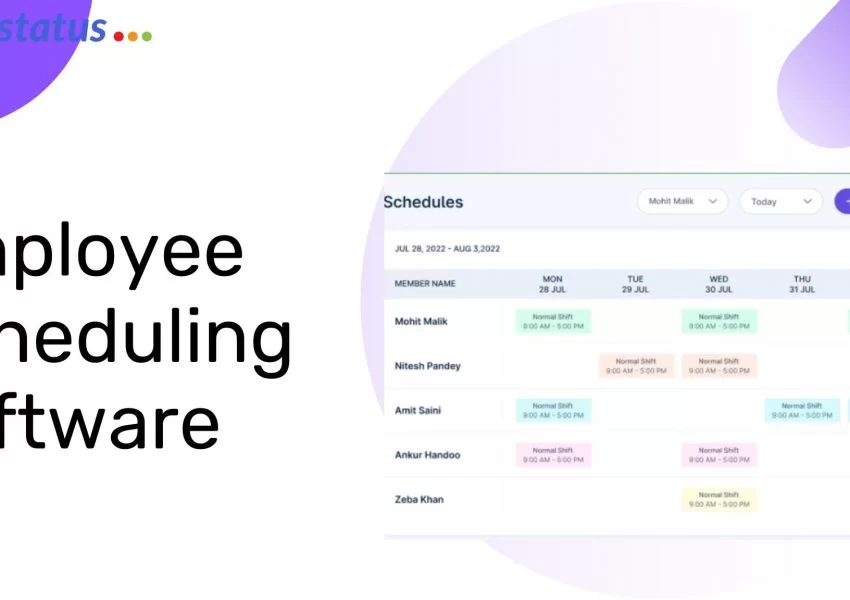 status
ployee
heduling
ftware
Schedules
Mohit Malik
Today
JUL 28, 2022 - AUG 3,2022
MEMBER NAME
MON
28 JUL
TUE
29 JUL
WED
30 JUL
THU
31 JUL
Mohit Malik
Normal Shift
9:00 AM - 5:00 PM
Normal Shift
9:00 AM - 5:00 PM
Nitesh Pandey
Normal Shift
9:00 AM - 5:00 PM
Normal Shift
9:00 AM - 5:00 PM
Amit Saini
Normal Shift
9:00 AM - 5:00 PM
Normal Shift
9:00 AM - 5:00 PM
Ankur Handoo
Normal Shift
9:00 AM - 5:00 PM
Normal Shift
9:00 AM - 5:00 PM
Zeba Khan
Normal Shift
9:00 AM - 5:00 PM